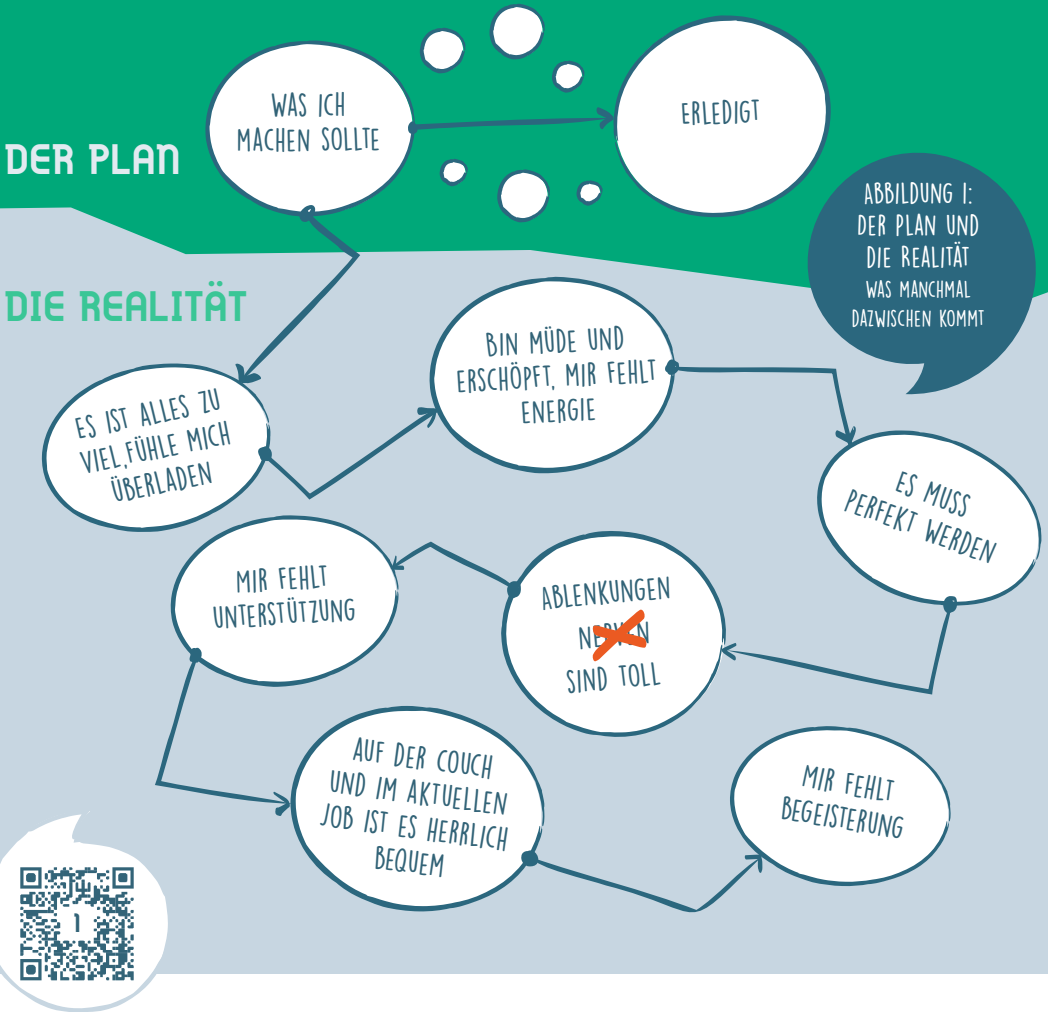 WAS ICH
MACHEN SOLLTE
ERLEDIGT
DER PLAN
ABBILDUNG 1:
DER PLAN UND
DIE REALITÄT
WAS MANCHMAL
DAZWISCHEN KOMMT
DIE REALITÄT
ES IST ALLES ZU
VIEL,FÜHLE MICH
ÜBERLADEN
BIN MÜDE UND
ERSCHÖPFT, MIR FEHLT
ENERGIE
ES MUSS
PERFEKT WERDEN
ABLENKUNGEN
NERVEN
SIND TOLL
MIR FEHLT
UNTERSTÜTZUNG
AUF DER COUCH
UND IM AKTUELLEN
JOB IST ES HERRLICH
BEQUEM
MIR FEHLT
BEGEISTERUNG
1